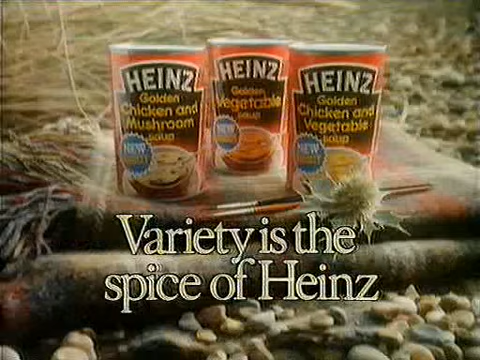 HEINZ
Golden
Chicken and
Mushroom
soup
HEINZ
Golden
Vegetable
soup
NEW
HEINZ
Golden
Chicken and
Vegetable
soup
NEW
Variety is the
spice of Heinz